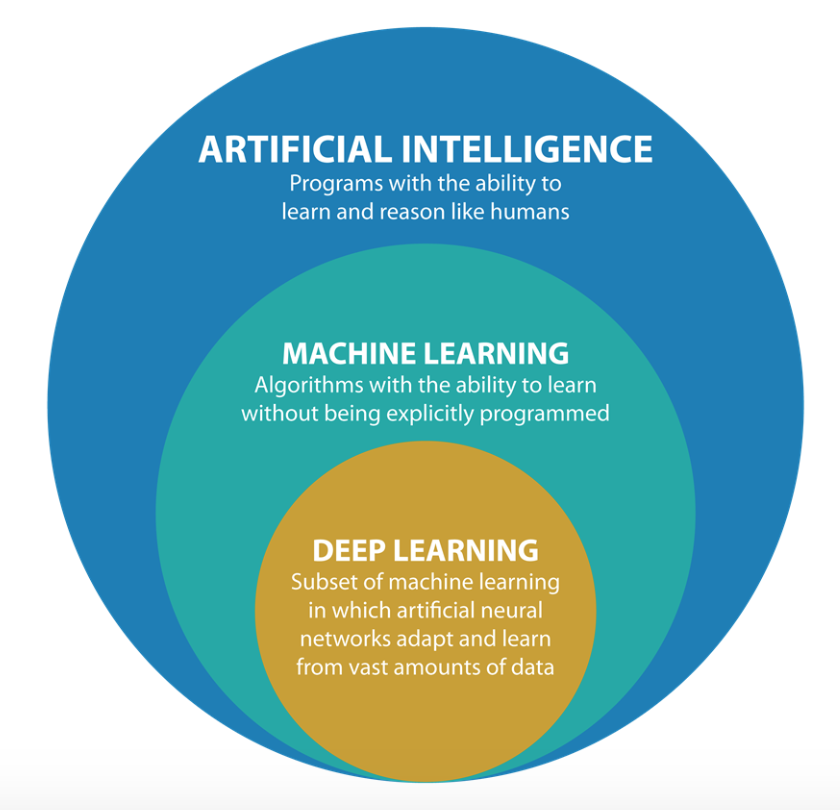 ARTIFICIAL INTELLIGENCE
Programs with the ability to
learn and reason like humans
MACHINE LEARNING
Algorithms with the ability to learn
without being explicitly programmed
DEEP LEARNING
Subset of machine learning
in which artificial neural
networks adapt and learn
from vast amounts of data